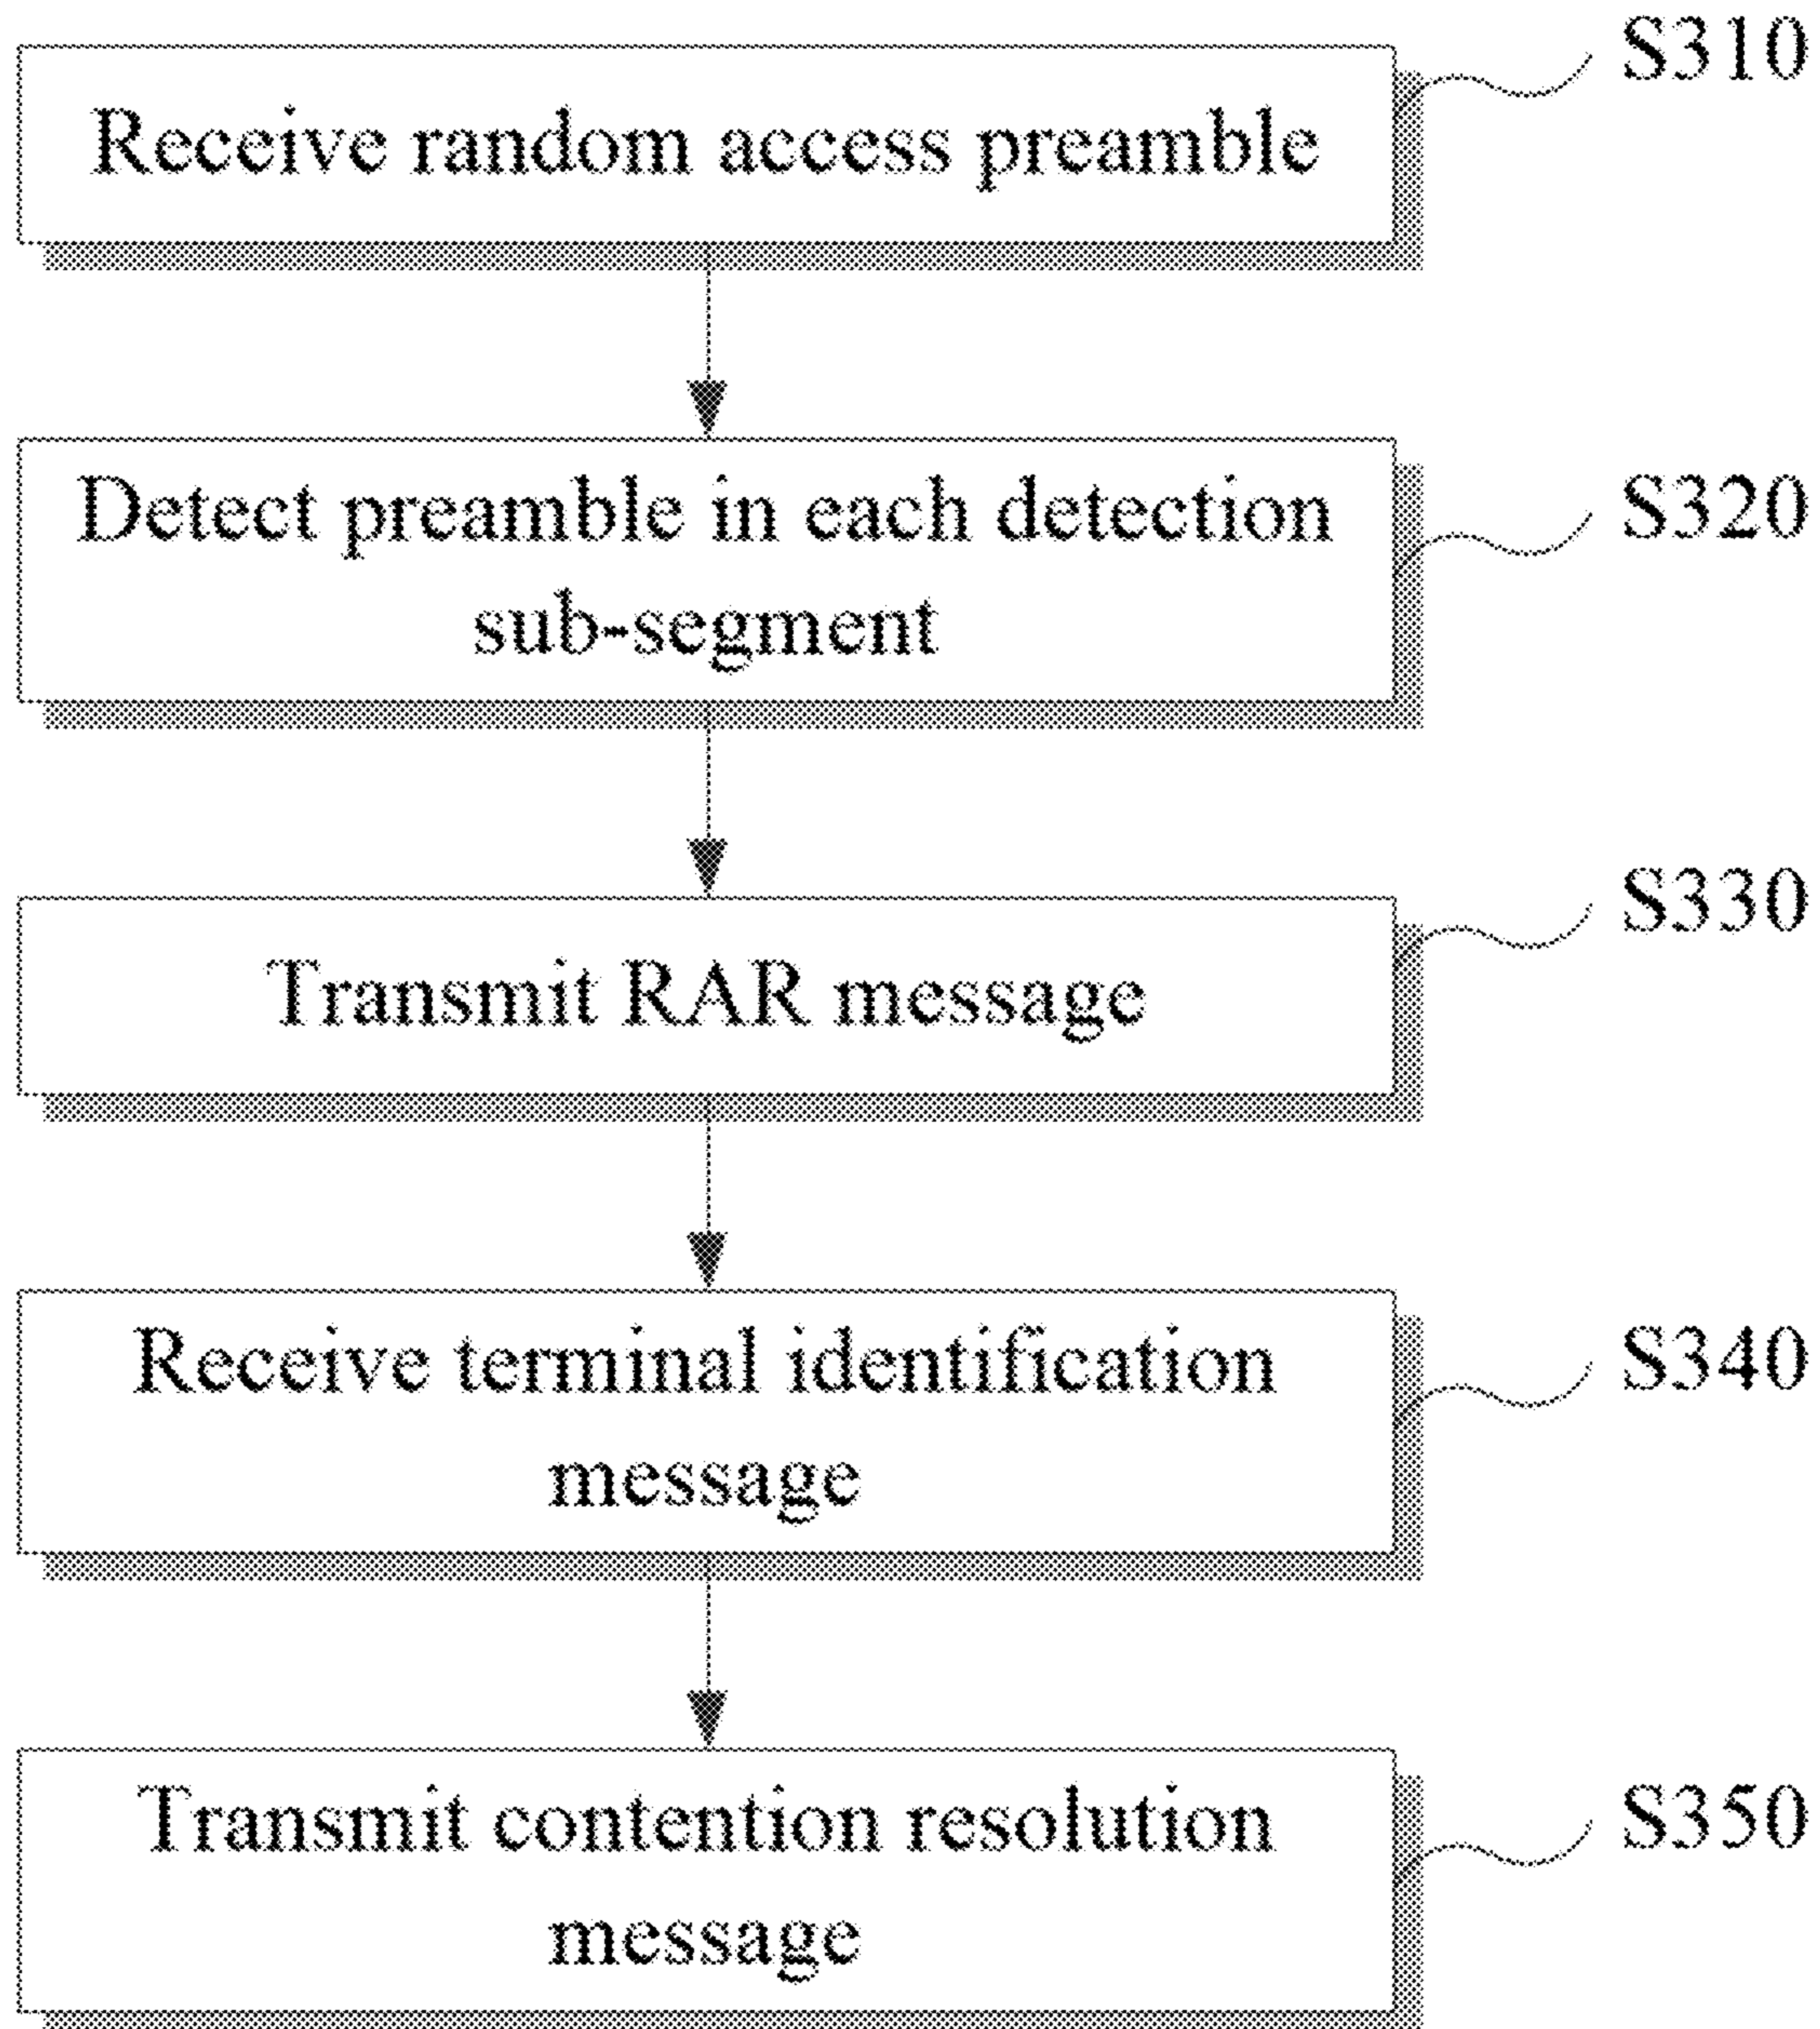 S310
Receive random access preamble
S320
Detect preamble in each detection
sub-segment
S330
Transmit RAR message
S340
Receive terminal identification
message
S350
Transmit contention resolution
message